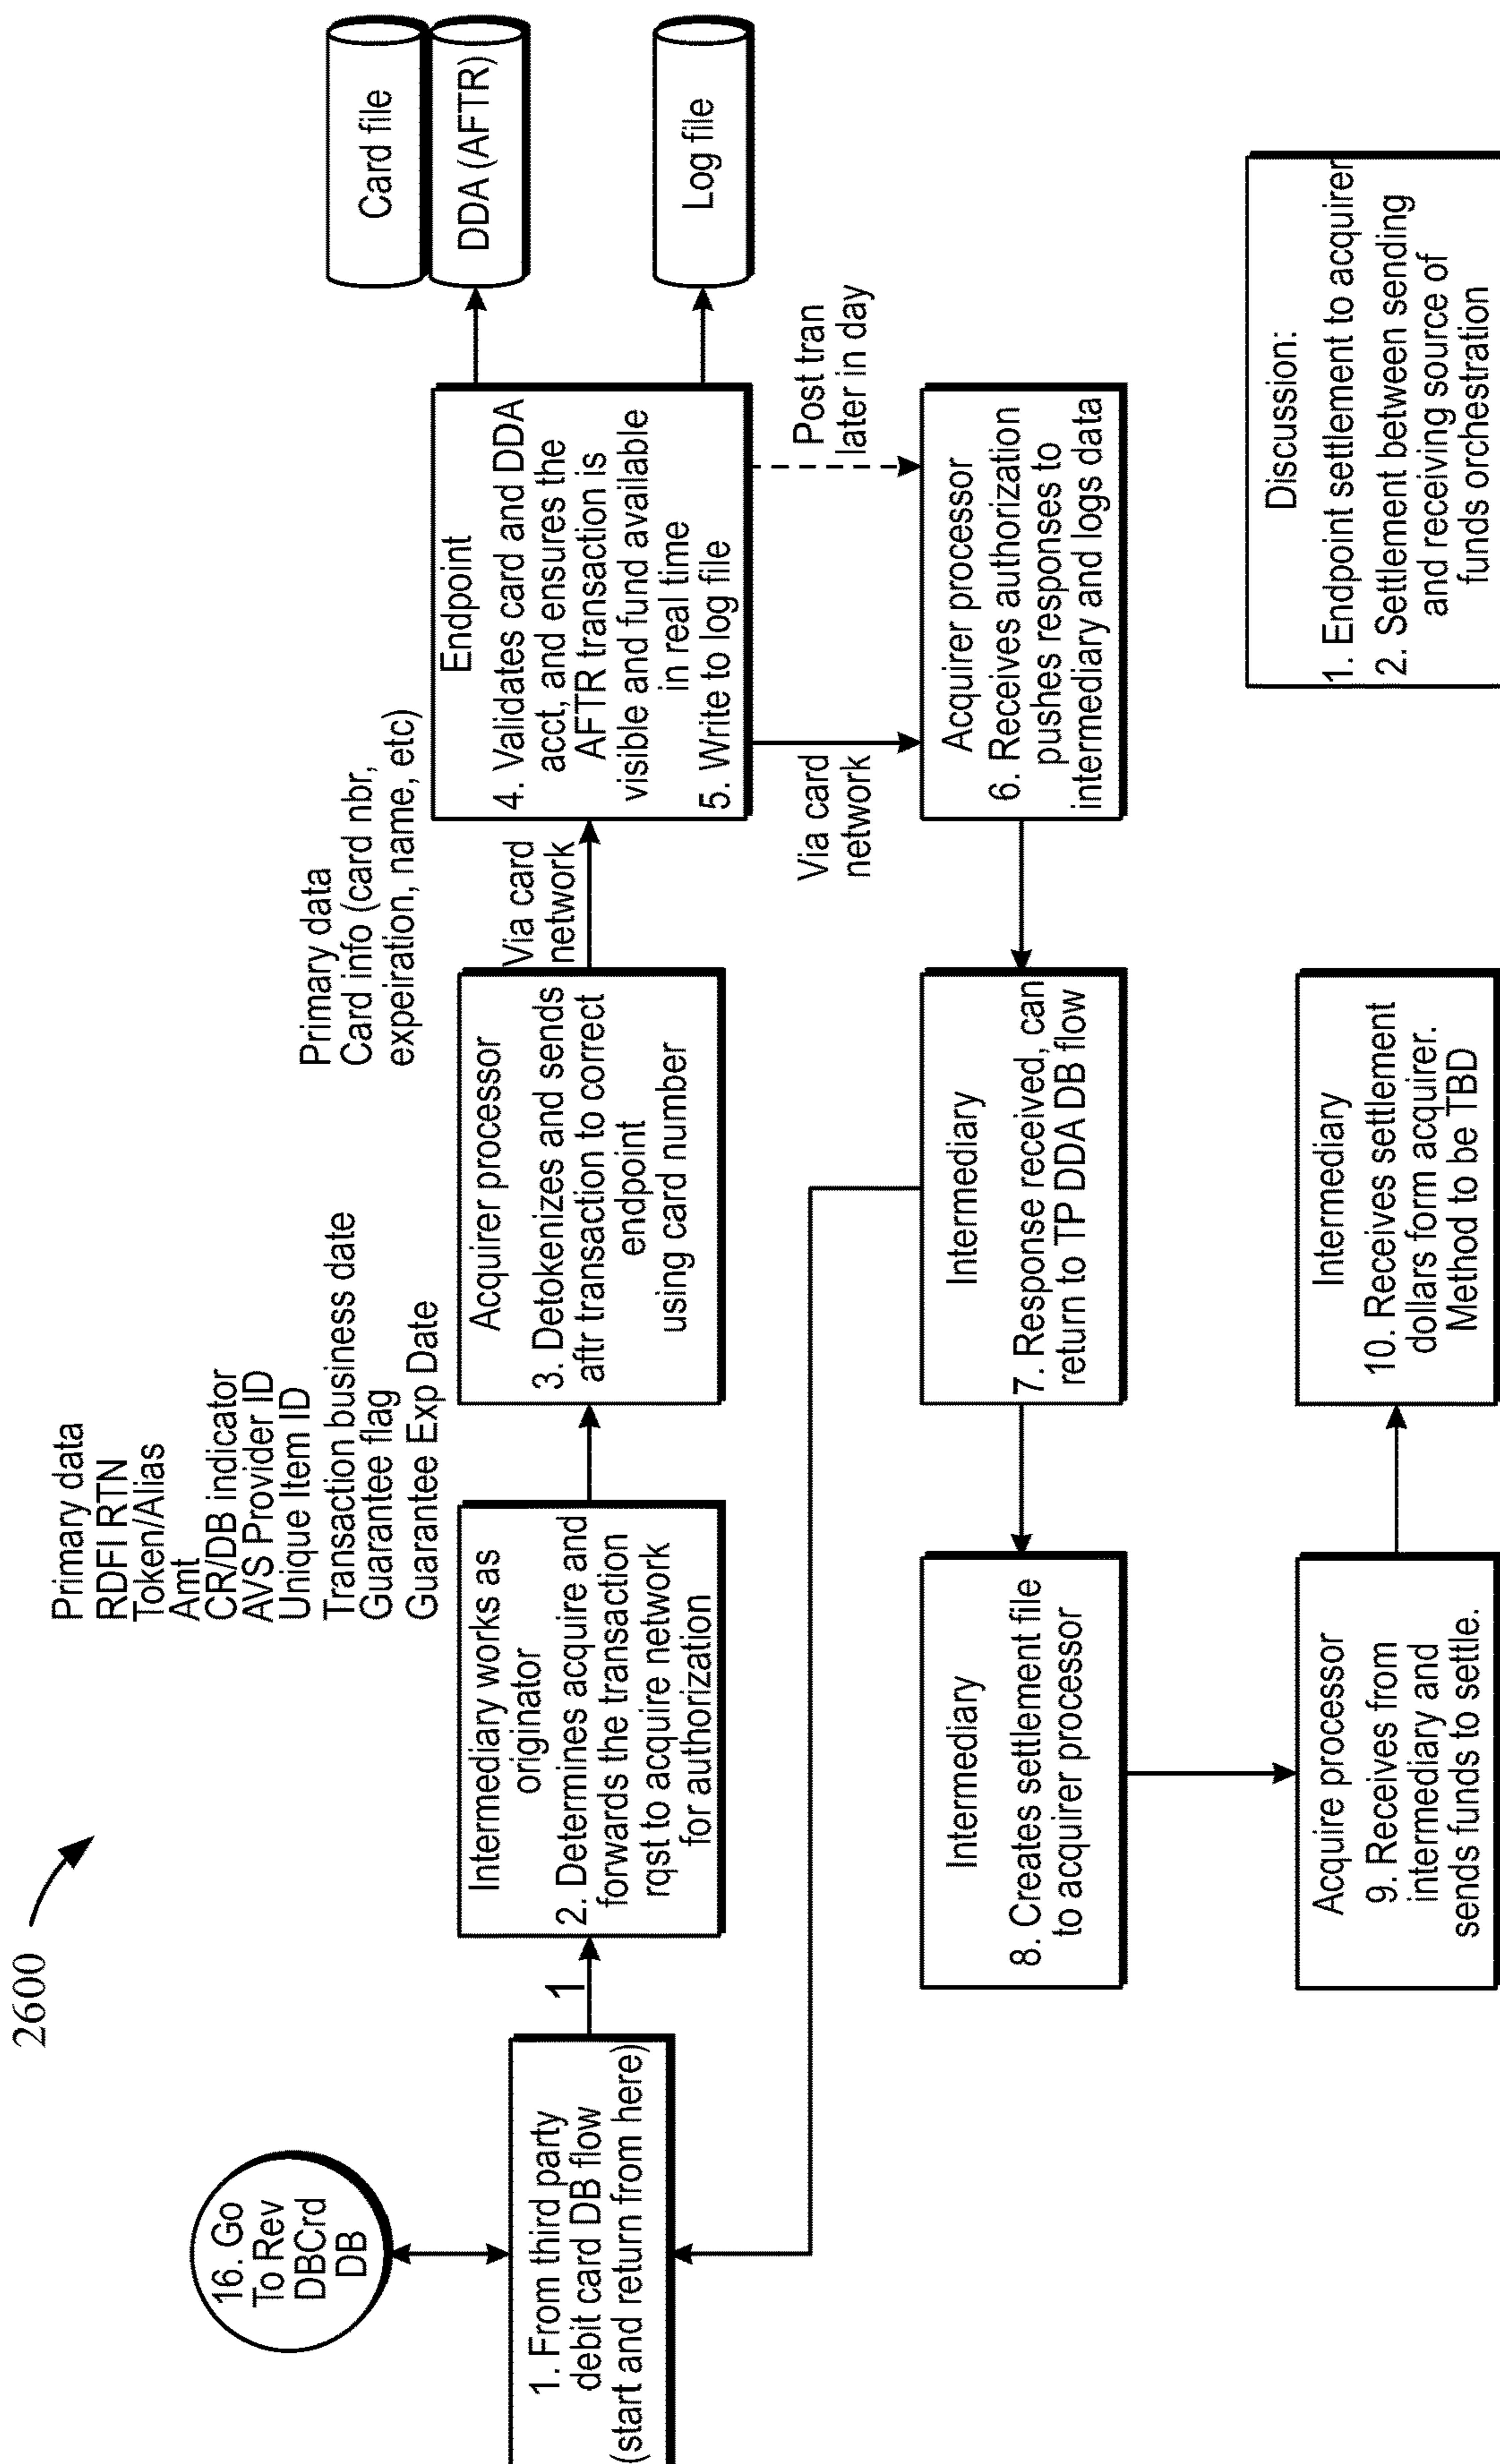 2600
16. Go
To Rev
DBCrd
DB
1. From third party
debit card DB flow
(start and return from here)
1
Primary data
RDFI RTN
Token/Alias
Amt
CR/DB indicator
AVS Provider ID
Unique Item ID
Transaction business date
Guarantee flag
Guarantee Exp Date
Intermediary works as
originator
2. Determines acquire and
forwards the transaction
rqst to acquire network
for authorization
Acquirer processor
3. Detokenizes and sends
aftr transaction to correct
endpoint
using card number
Primary data
Card info (card nbr,
expeiration, name, etc)
Via card
network
Endpoint
4. Validates card and DDA
acct, and ensures the
AFTR transaction is
visible and fund available
in real time
5. Write to log file
Card file
DDA (AFTR)
Log file
Via card
network
Post tran
later in day
Acquirer processor
6. Receives authorization
pushes responses to
intermediary and logs data
Intermediary
7. Response received, can
return to TP DDA DB flow
Intermediary
8. Creates settlement file
to acquirer processor
Acquire processor
9. Receives from
intermediary and
sends funds to settle.
Intermediary
10. Receives settlement
dollars form acquirer.
Method to be TBD
Discussion:
1. Endpoint settlement to acquirer
2. Settlement between sending
and receiving source of
funds orchestration